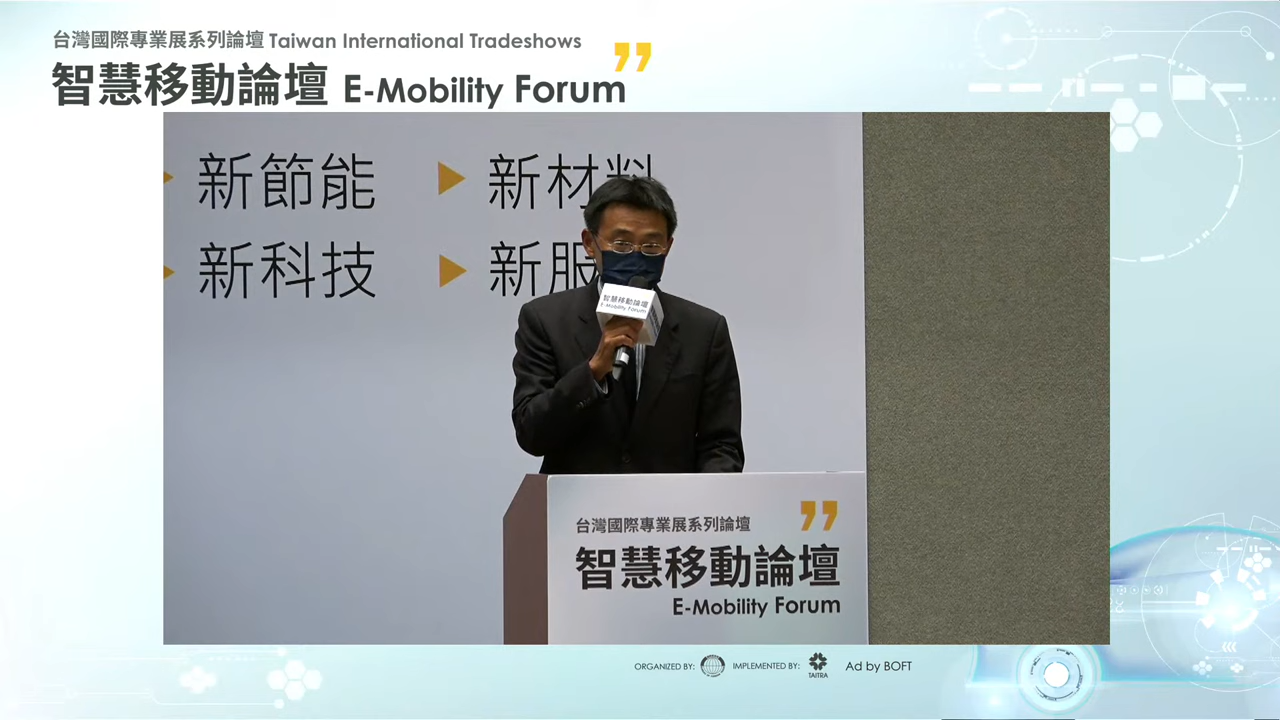 台灣國際專業展系列論壇 Taiwan International Tradeshows
智慧移動論壇 E-Mobility Forum
新節能
新材料
新科技
新服
智慧移動論壇
E-Mobility Forum
台灣國際專業展系列論壇
智慧移動論壇
E-Mobility Forum
ORGANIZED BY:
IMPLEMENTED BY:
TAITRA
Ad by BOFT